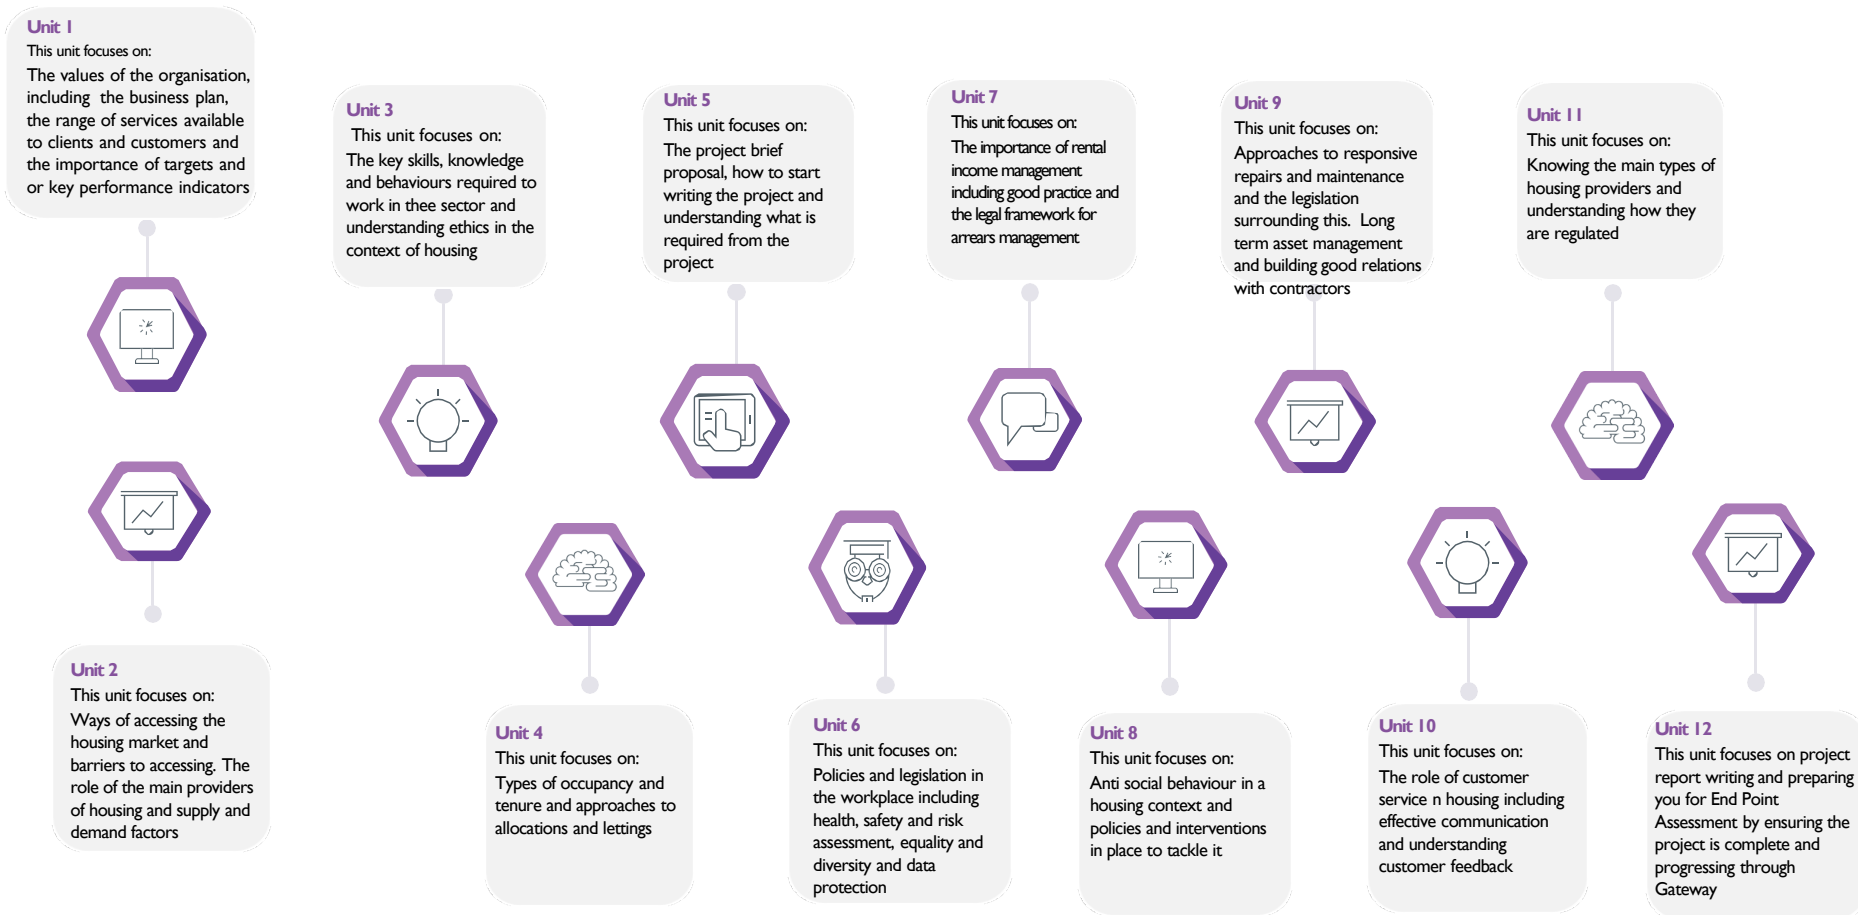 Unit 1
This unit focuses on:
The values of the organisation,
including the business plan,
the range of services available
to clients and customers and
the importance of targets and
or key performance indicators
Unit 2
This unit focuses on:
Ways of accessing the
housing market and
barriers to accessing. The
role of the main providers
of housing and supply and
demand factors
Unit 3
This unit focuses on:
The key skills, knowledge
and behaviours required to
work in thee sector and
understanding ethics in the
context of housing
Unit 4
This unit focuses on:
Types of occupancy and
tenure and approaches to
allocations and lettings
Unit 5
This unit focuses on:
The project brief
proposal, how to start
writing the project and
understanding what is
required from the
project
Unit 6
This unit focuses on:
Policies and legislation in
the workplace including
health, safety and risk
assessment, equality and
diversity and data
protection
Unit 7
This unit focuses on:
The importance of rental
income management
including good practice and
the legal framework for
arrears management
Unit 8
This unit focuses on:
Anti social behaviour in a
housing context and
policies and interventions
in place to tackle it
Unit 9
This unit focuses on:
Approaches to responsive
repairs and maintenance
and the legislation
surrounding this. Long
term asset management
and building good relations
with contractors
Unit 10
This unit focuses on:
The role of customer
service n housing including
effective communication
and understanding
customer feedback
Unit 11
This unit focuses on:
Knowing the main types of
housing providers and
understanding how they
are regulated
Unit 12
This unit focuses on project
report writing and preparing
you for End Point
Assessment by ensuring the
project is complete and
progressing through
Gateway